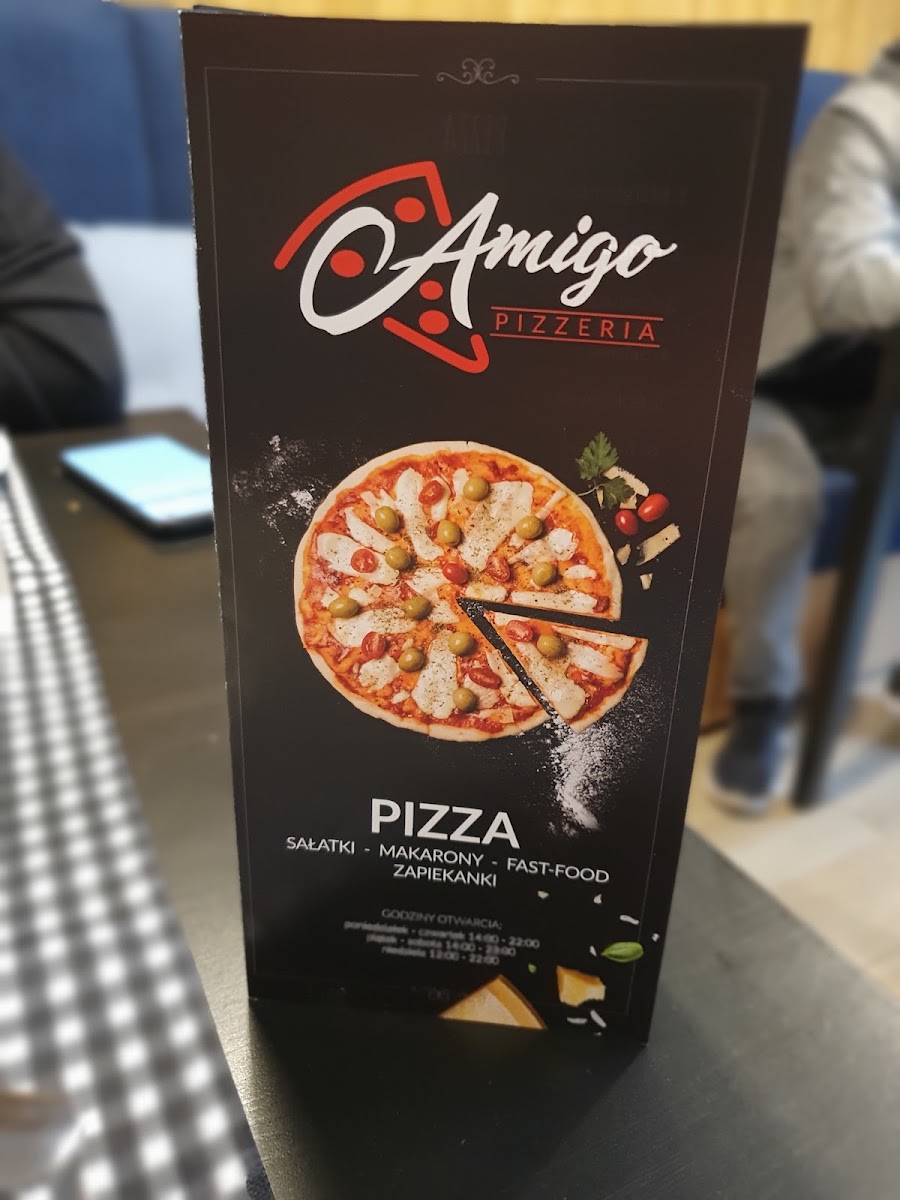 Amigo
PIZZERIA
PIZZA
SAŁATKI - MAKARONY - FAST-FOOD
ZAPIEKANKI
GODZINY OTWARCIA:
poniedziałek - czwartek 14:00 - 22:00
piątek - sobota 14:00 - 23:00
niedziela 12:00 - 22:00